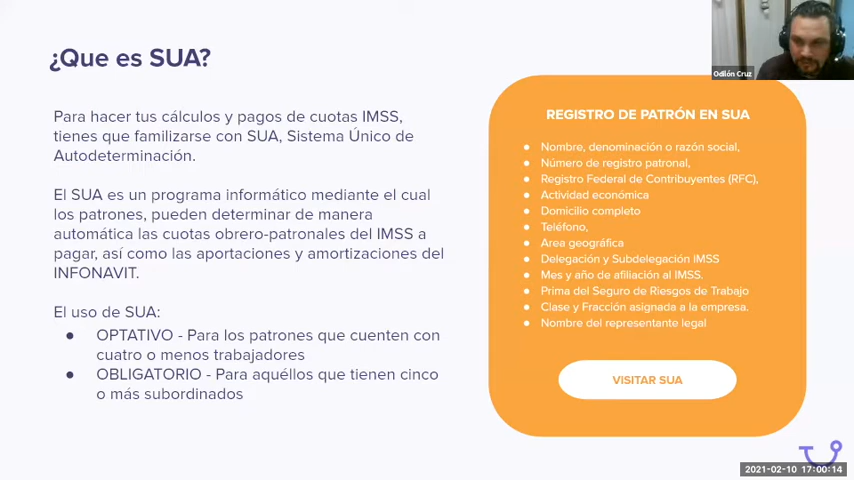 ¿Que es SUA?
Para hacer tus cálculos y pagos de cuotas IMSS,
tienes que familizarse con SUA, Sistema Único de
Autodeterminación.
El SUA es un programa informático mediante el cual
los patrones, pueden determinar de manera
automática las cuotas obrero-patronales del IMSS a
pagar, así como las aportaciones y amortizaciones del
INFONAVIT.
El uso de SUA:
● OPTATIVO - Para los patrones que cuenten con
cuatro o menos trabajadores
● OBLIGATORIO - Para aquéllos que tienen cinco
o más subordinados
Odilón Cruz
REGISTRO DE PATRÓN EN SUA
● Nombre, denominación o razón social,
● Número de registro patronal,
● Registro Federal de Contribuyentes (RFC),
● Actividad económica
● Domicilio completo
● Teléfono,
● Area geográfica
● Delegación y Subdelegación IMSS
● Mes y año de afiliación al IMSS.
● Prima del Seguro de Riesgos de Trabajo
● Clase y Fracción asignada a la empresa.
● Nombre del representante legal
VISITAR SUA
2021-02-10 17:00:14